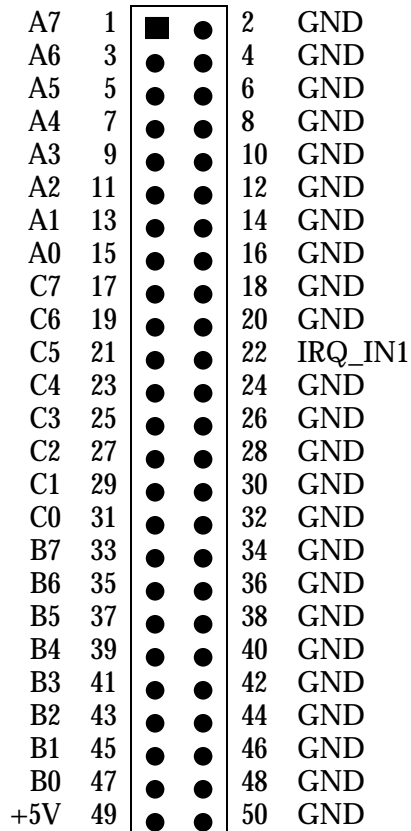 A7 1 2 GND
A6 3 4 GND
A5 5 6 GND
A4 7 8 GND
A3 9 10 GND
A2 11 12 GND
A1 13 14 GND
A0 15 16 GND
C7 17 18 GND
C6 19 20 GND
C5 21 22 IRQ_IN1
C4 23 24 GND
C3 25 26 GND
C2 27 28 GND
C1 29 30 GND
C0 31 32 GND
B7 33 34 GND
B6 35 36 GND
B5 37 38 GND
B4 39 40 GND
B3 41 42 GND
B2 43 44 GND
B1 45 46 GND
B0 47 48 GND
+5V 49 50 GND